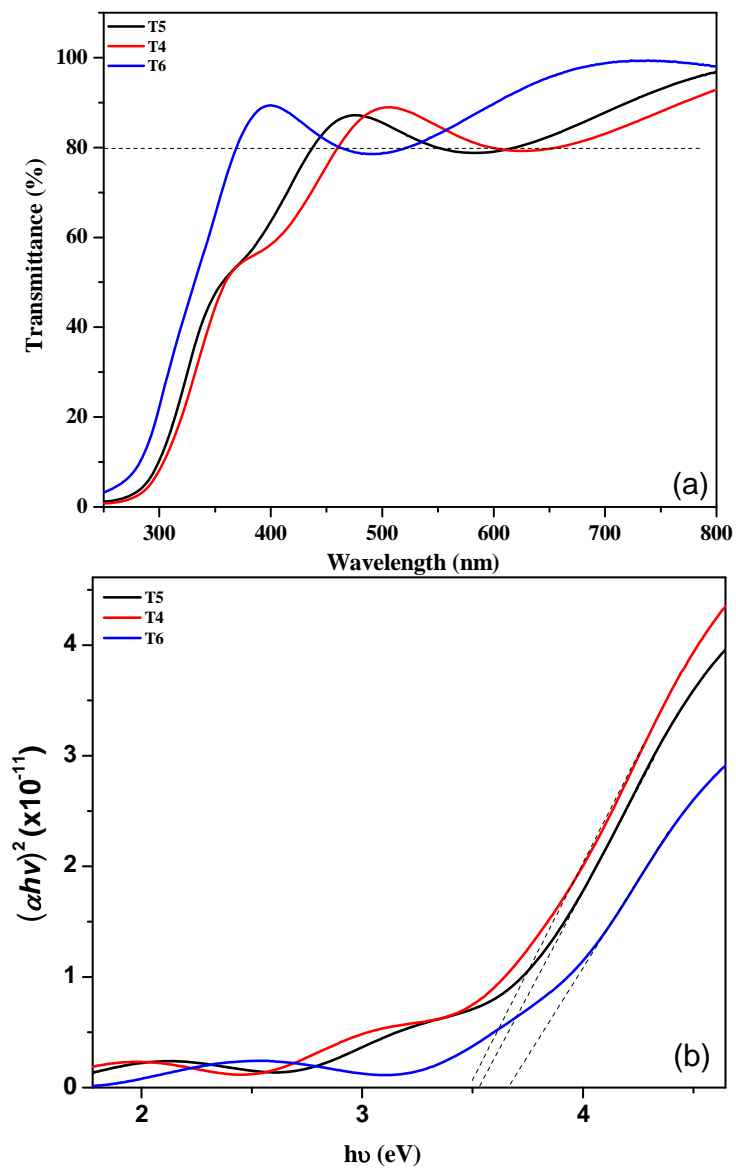 T5
T4
T6
100
80
60
40
20
0
Transmittance (%)
(a)
300 400 500 600 700 800
Wavelength (nm)
T5
T4
T6
4
3
2
1
0
(αhν)² (x10⁻¹¹)
(b)
2 3 4
hυ (eV)